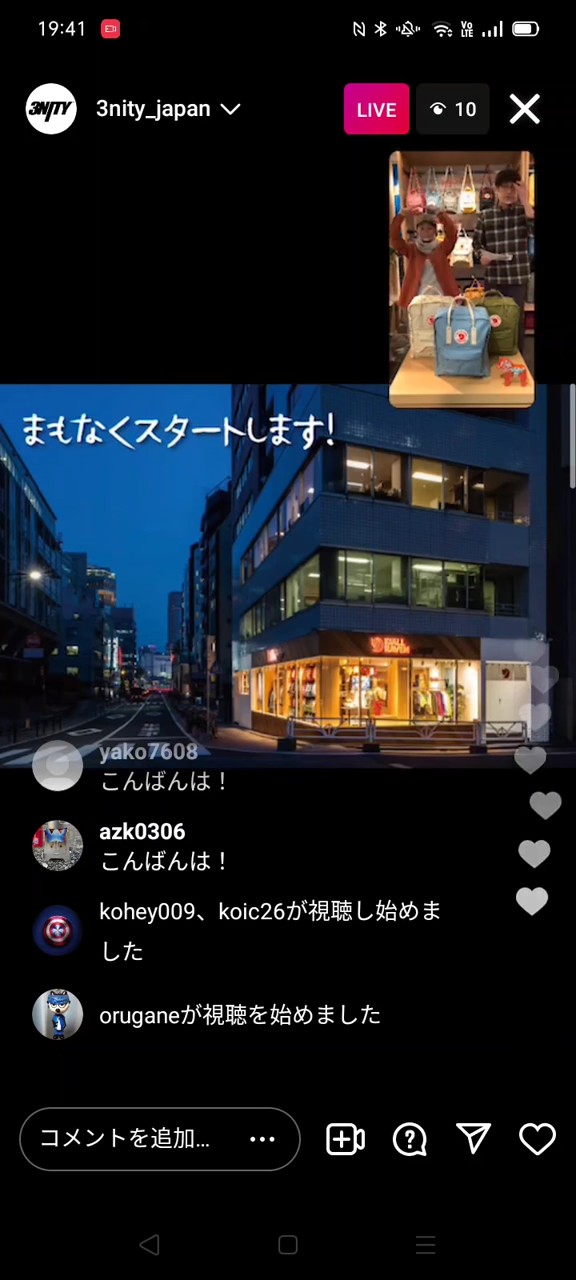 19:41
VO
LTE
3NITY
3nity_japan
LIVE
10
まもなくスタートします!
yako7608
こんばんは！
azk0306
こんばんは！
kohey009、koic26が視聴し始めま
した
oruganeが視聴を始めました
コメントを追加...